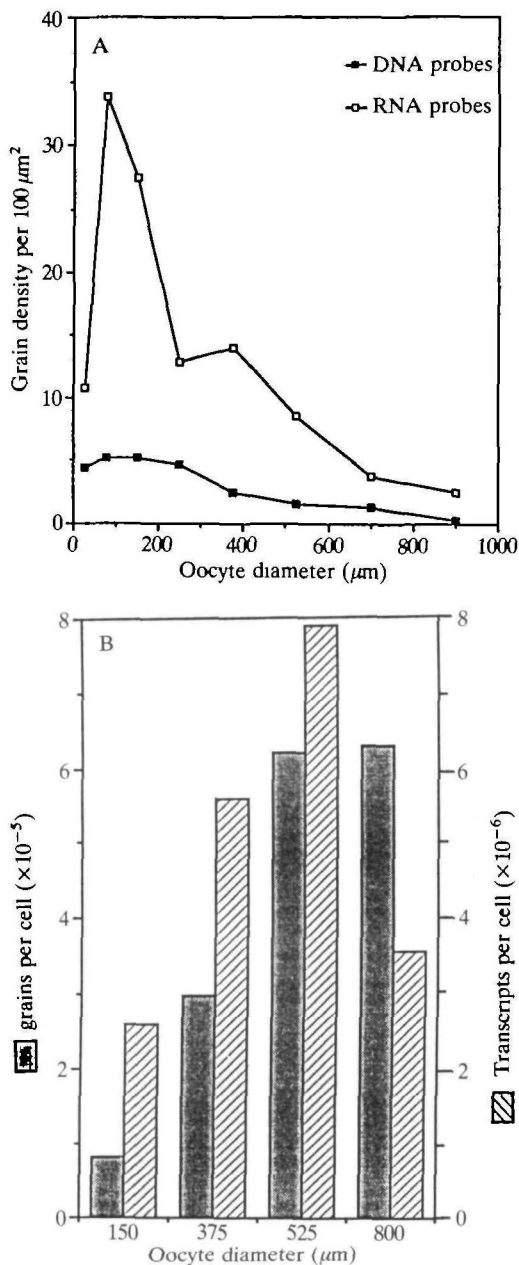 A
DNA probes
RNA probes
Grain density per 100 μm²
40
30
20
10
0
0 200 400 600 800 1000
Oocyte diameter (μm)
B
grains per cell (×10⁻⁵)
8
6
4
2
0
8
6
4
2
0
Transcripts per cell (×10⁻⁶)
150 375 525 800
Oocyte diameter (μm)